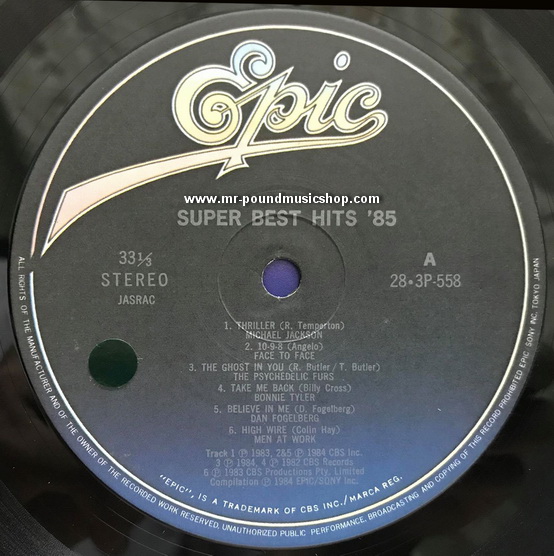 Epic
www.mr-poundmusicshop.com
SUPER BEST HITS '85
33⅓
STEREO
JASRAC
A
28•3P-558
1. THRILLER (R. Temperton)
MICHAEL JACKSON
2. 10-9-8 (Angelo)
FACE TO FACE
3. THE GHOST IN YOU (R. Butler/T. Butler)
THE PSYCHEDELIC FURS
4. TAKE ME BACK (Billy Cross)
BONNIE TYLER
5. BELIEVE IN ME (D. Fogelberg)
DAN FOGELBERG
6. HIGH WIRE (Colin Hay)
MEN AT WORK
Track 1 ℗ 1983, 2&5 ℗ 1984 CBS Inc.
3 ℗ 1984, 4 ℗ 1982 CBS Records
6 ℗ 1983 CBS Productions Pty. Limited
Compilation ℗ 1984 EPIC/SONY Inc.
"EPIC", IS A TRADEMARK OF CBS INC./MARCA REG.
ALL RIGHTS OF THE MANUFACTURER AND OF THE OWNER OF THE RECORDED WORK RESERVED. UNAUTHORIZED PUBLIC PERFORMANCE, BROADCASTING AND COPYING OF THIS RECORD PROHIBITED EPIC SONY INC. TOKYO JAPAN